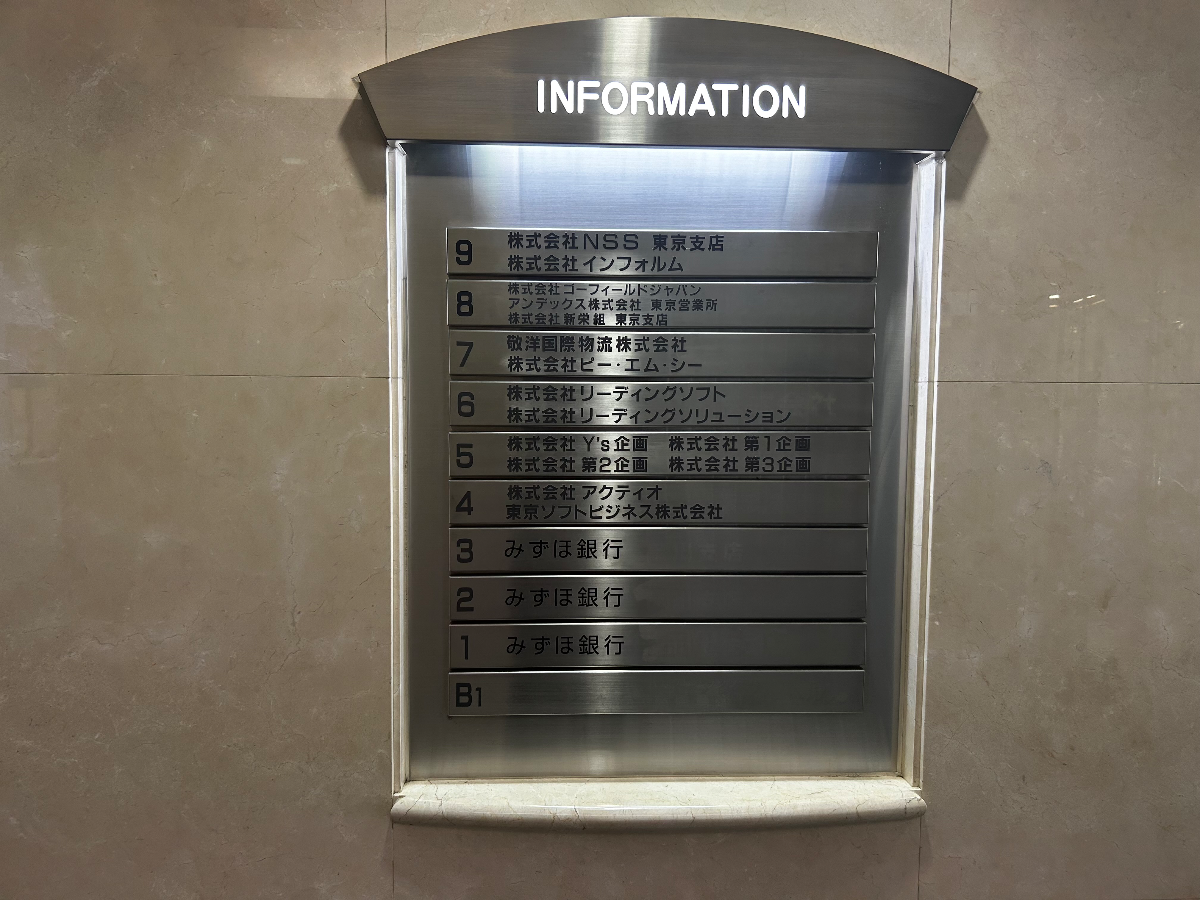 INFORMATION
9 株式会社 NSS 東京支店
株式会社 インフォルム
8 株式会社 ゴーフィールドジャパン
アンデックス株式会社 東京営業所
株式会社 新栄組 東京支店
7 敬洋国際物流株式会社
株式会社ピー・エム・シー
6 株式会社リーディングソフト
株式会社リーディングソリューション
5 株式会社 Y's企画 株式会社 第1企画
株式会社 第2企画 株式会社 第3企画
4 株式会社 アクティオ
東京ソフトビジネス株式会社
3 みずほ銀行
2 みずほ銀行
1 みずほ銀行
B1